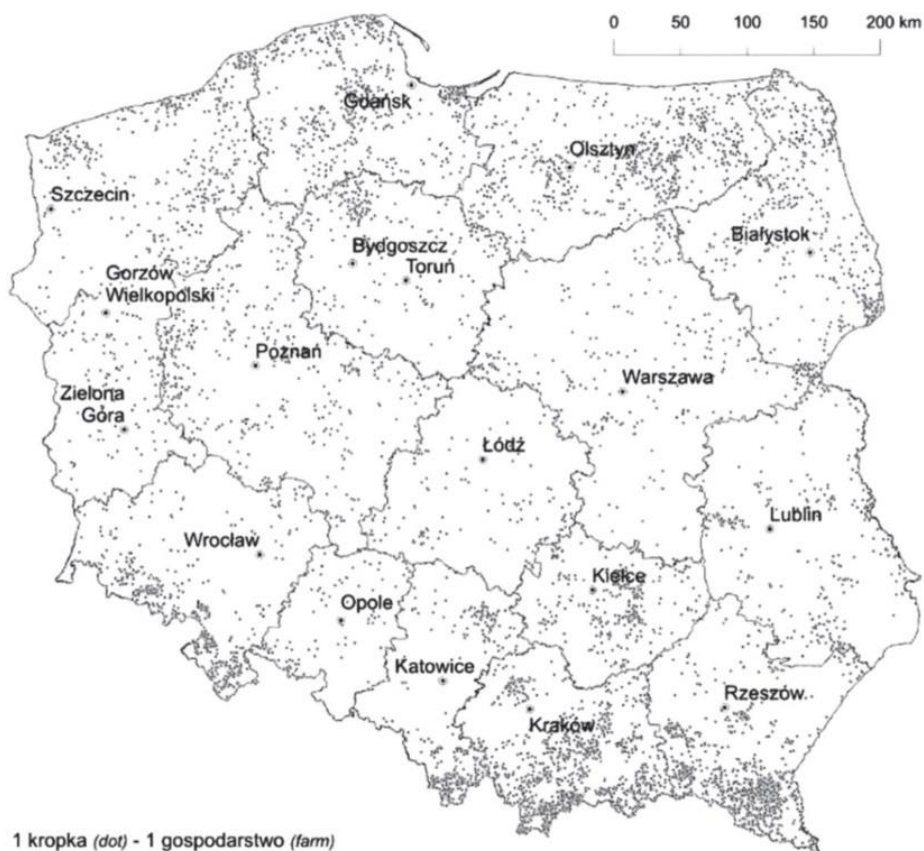 0 50 100 150 200 km
Gdańsk
Olsztyn
Szczecin
Bydgoszcz
Toruń
Białystok
Gorzów
Wielkopolski
Poznań
Warszawa
Zielona
Góra
Łódź
Wrocław
Lublin
Kielce
Opole
Katowice
Rzeszów
Kraków
1 kropka (dot) - 1 gospodarstwo (farm)